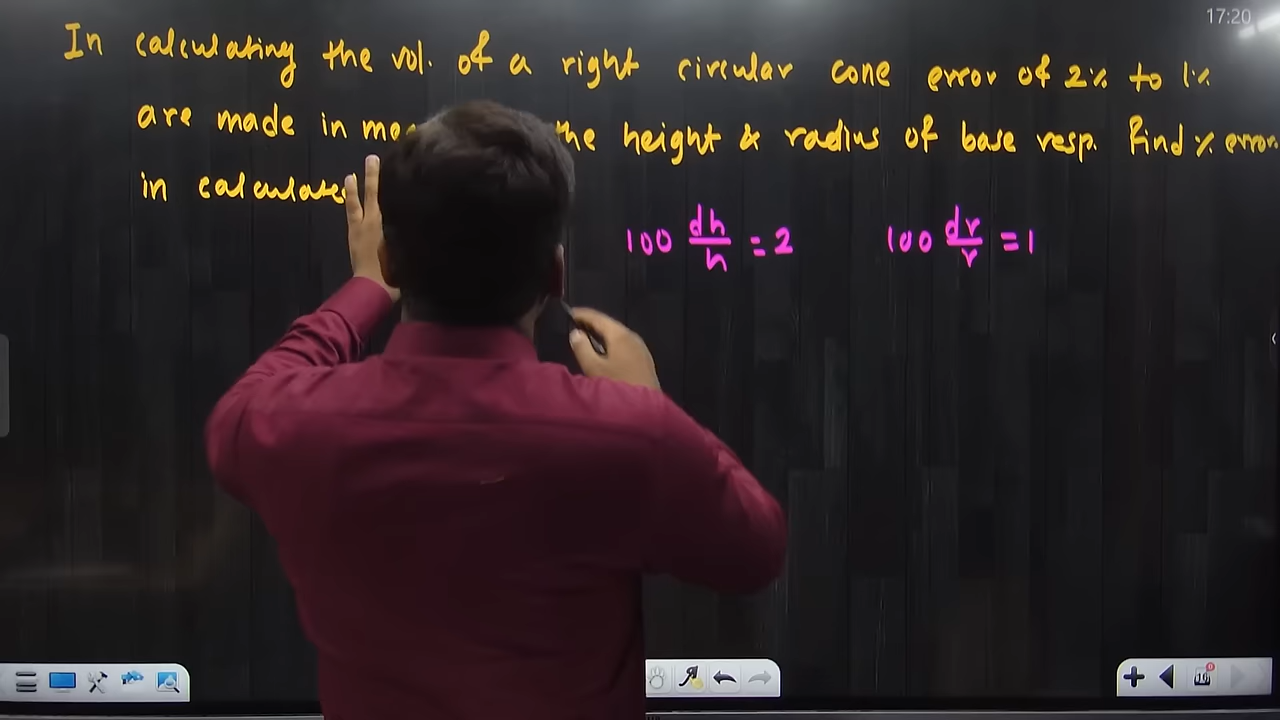 17:20
In calculating the vol. of a right circular cone error of 2% to 1%
are made in the height & radius of base resp. Find % error
in calculated
100 dh/h = 2 100 dr/r = 1